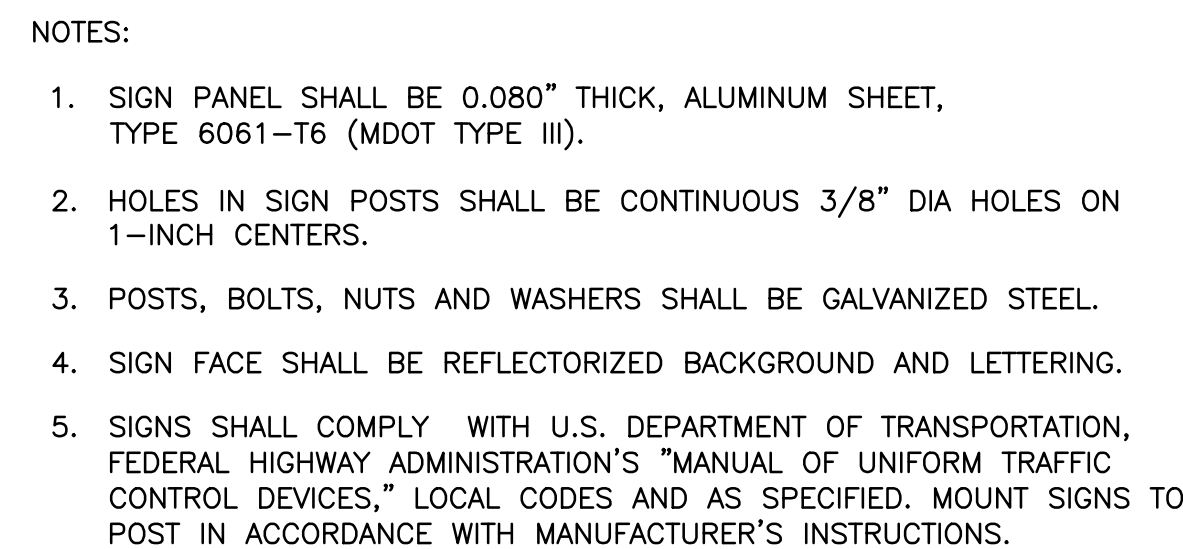 NOTES:
1. SIGN PANEL SHALL BE 0.080" THICK, ALUMINUM SHEET,
TYPE 6061-T6 (MDOT TYPE III).
2. HOLES IN SIGN POSTS SHALL BE CONTINUOUS 3/8" DIA HOLES ON
1-INCH CENTERS.
3. POSTS, BOLTS, NUTS AND WASHERS SHALL BE GALVANIZED STEEL.
4. SIGN FACE SHALL BE REFLECTORIZED BACKGROUND AND LETTERING.
5. SIGNS SHALL COMPLY  WITH U.S. DEPARTMENT OF TRANSPORTATION,
FEDERAL HIGHWAY ADMINISTRATION'S "MANUAL OF UNIFORM TRAFFIC
CONTROL DEVICES," LOCAL CODES AND AS SPECIFIED. MOUNT SIGNS TO
POST IN ACCORDANCE WITH MANUFACTURER'S INSTRUCTIONS.